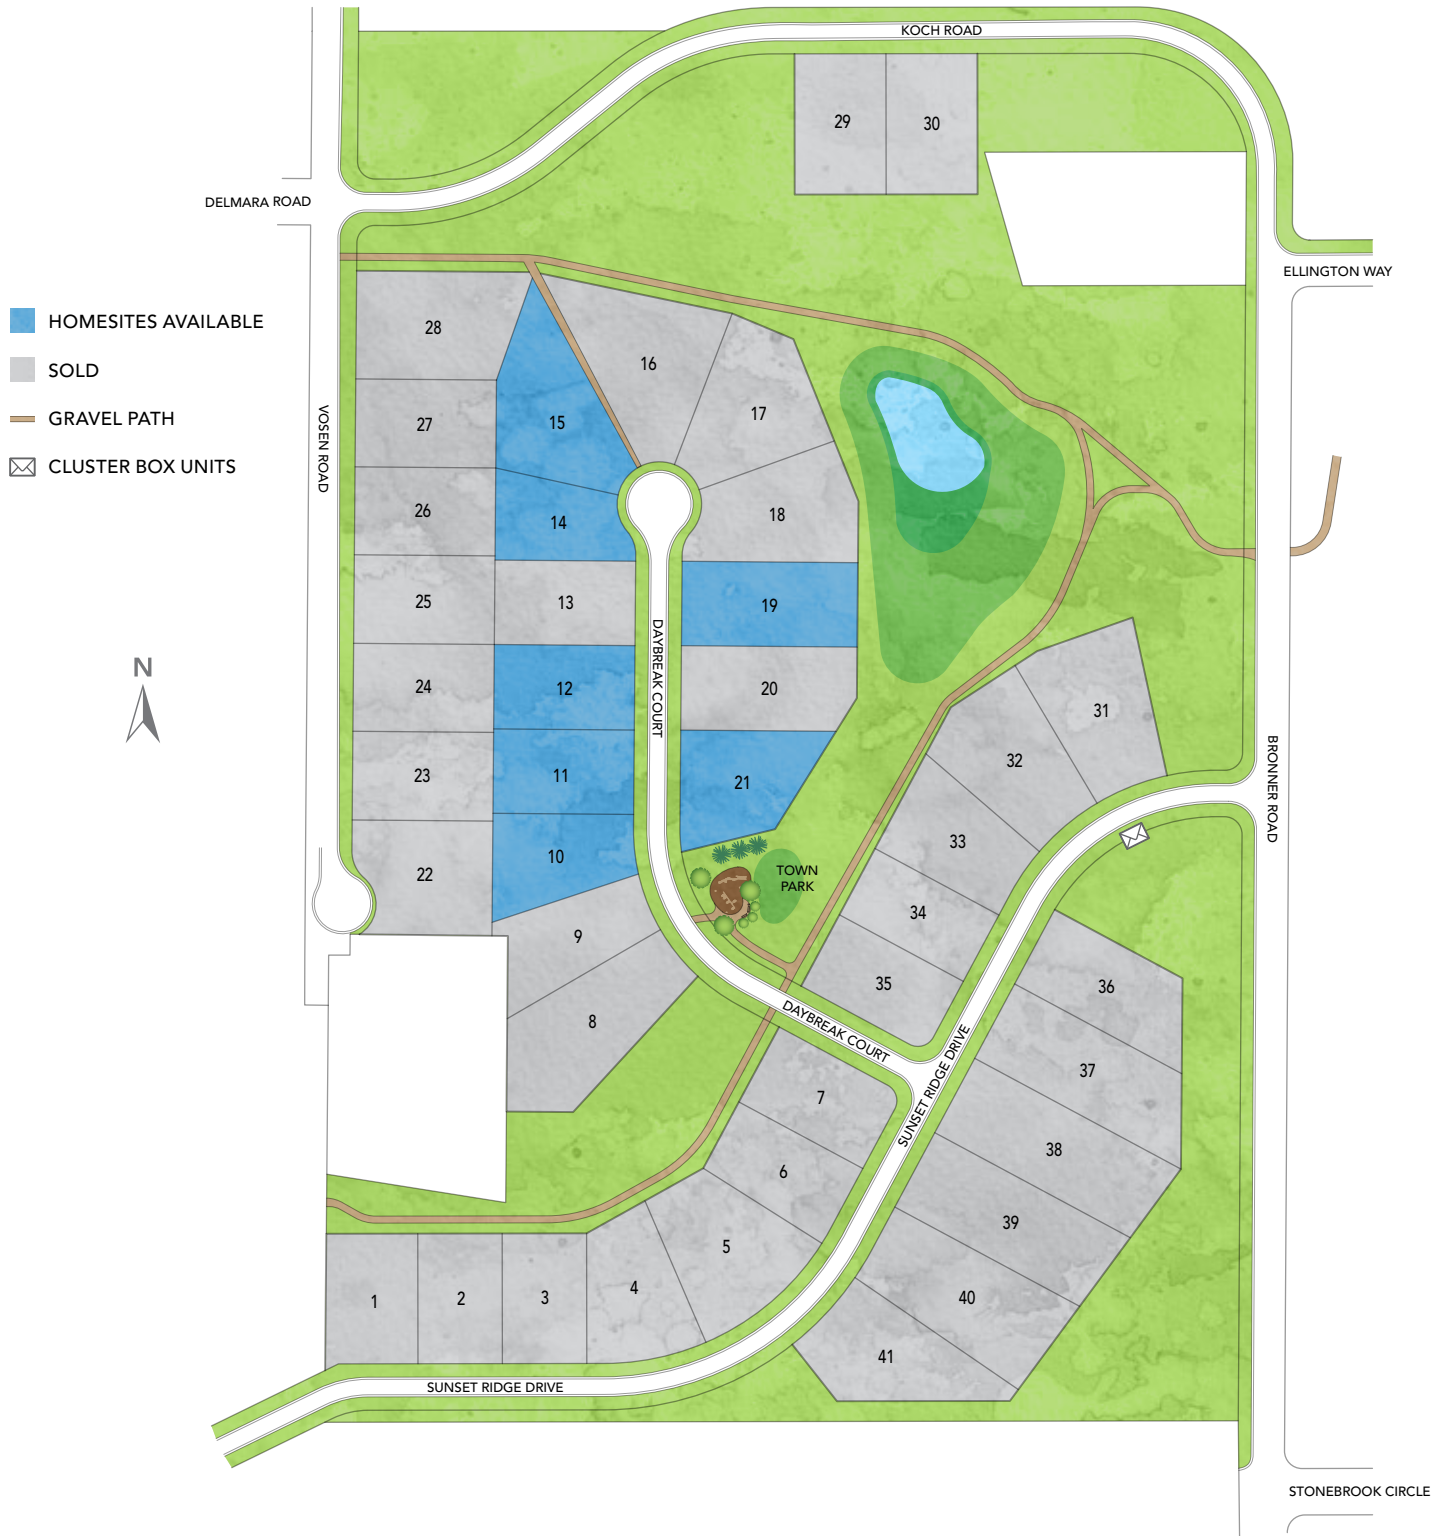 KOCH ROAD
29
30
DELMARA ROAD
ELLINGTON WAY
HOMESITES AVAILABLE
SOLD
GRAVEL PATH
CLUSTER BOX UNITS
VOSEN ROAD
N
28
27
26
25
24
23
22
16
15
14
13
12
11
10
9
8
17
18
19
20
21
DAYBREAK COURT
TOWN
PARK
31
32
33
34
35
BRONNER ROAD
DAYBREAK COURT
SUNSET RIDGE DRIVE
36
37
38
39
40
41
7
6
5
4
3
2
1
SUNSET RIDGE DRIVE
STONEBROOK CIRCLE